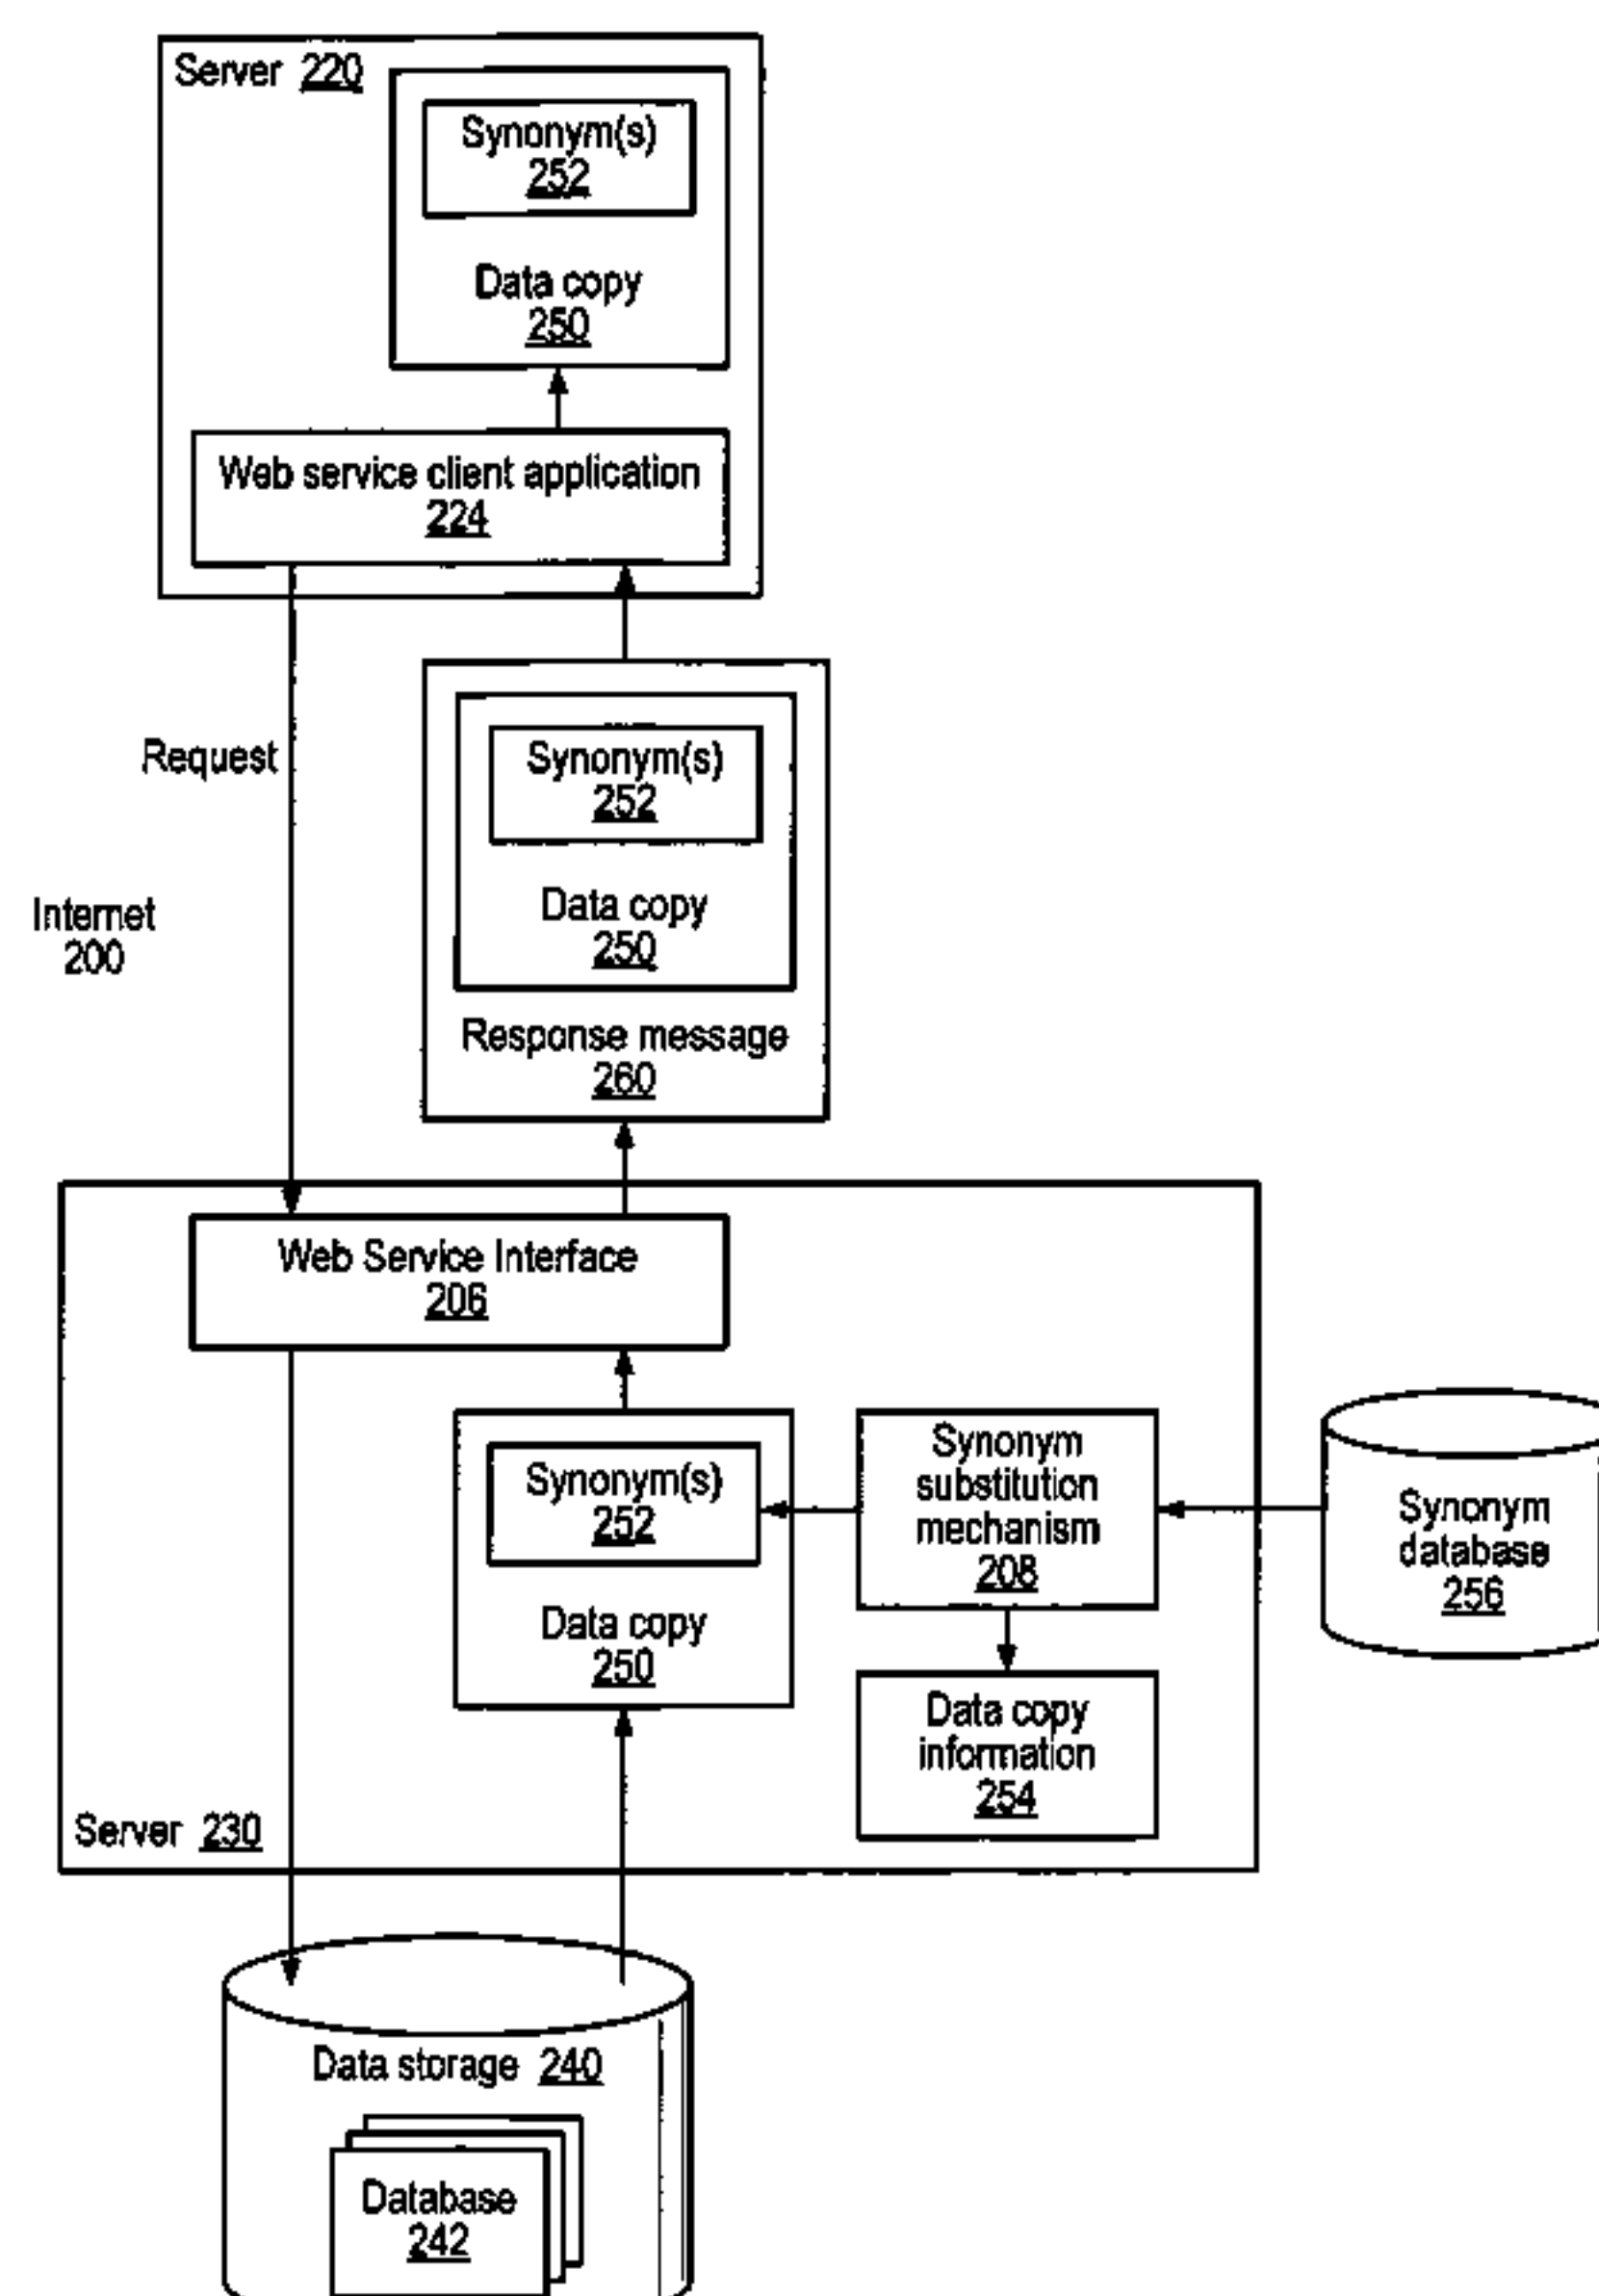 Server 220
Synonym(s)
252
Data copy
250
Web service client application
224
Request
Synonym(s)
252
Data copy
250
Internet
200
Response message
260
Web Service Interface
206
Synonym(s)
252
Data copy
250
Synonym
substitution
mechanism
208
Synonym
database
256
Data copy
information
254
Server 230
Data storage 240
Database
242